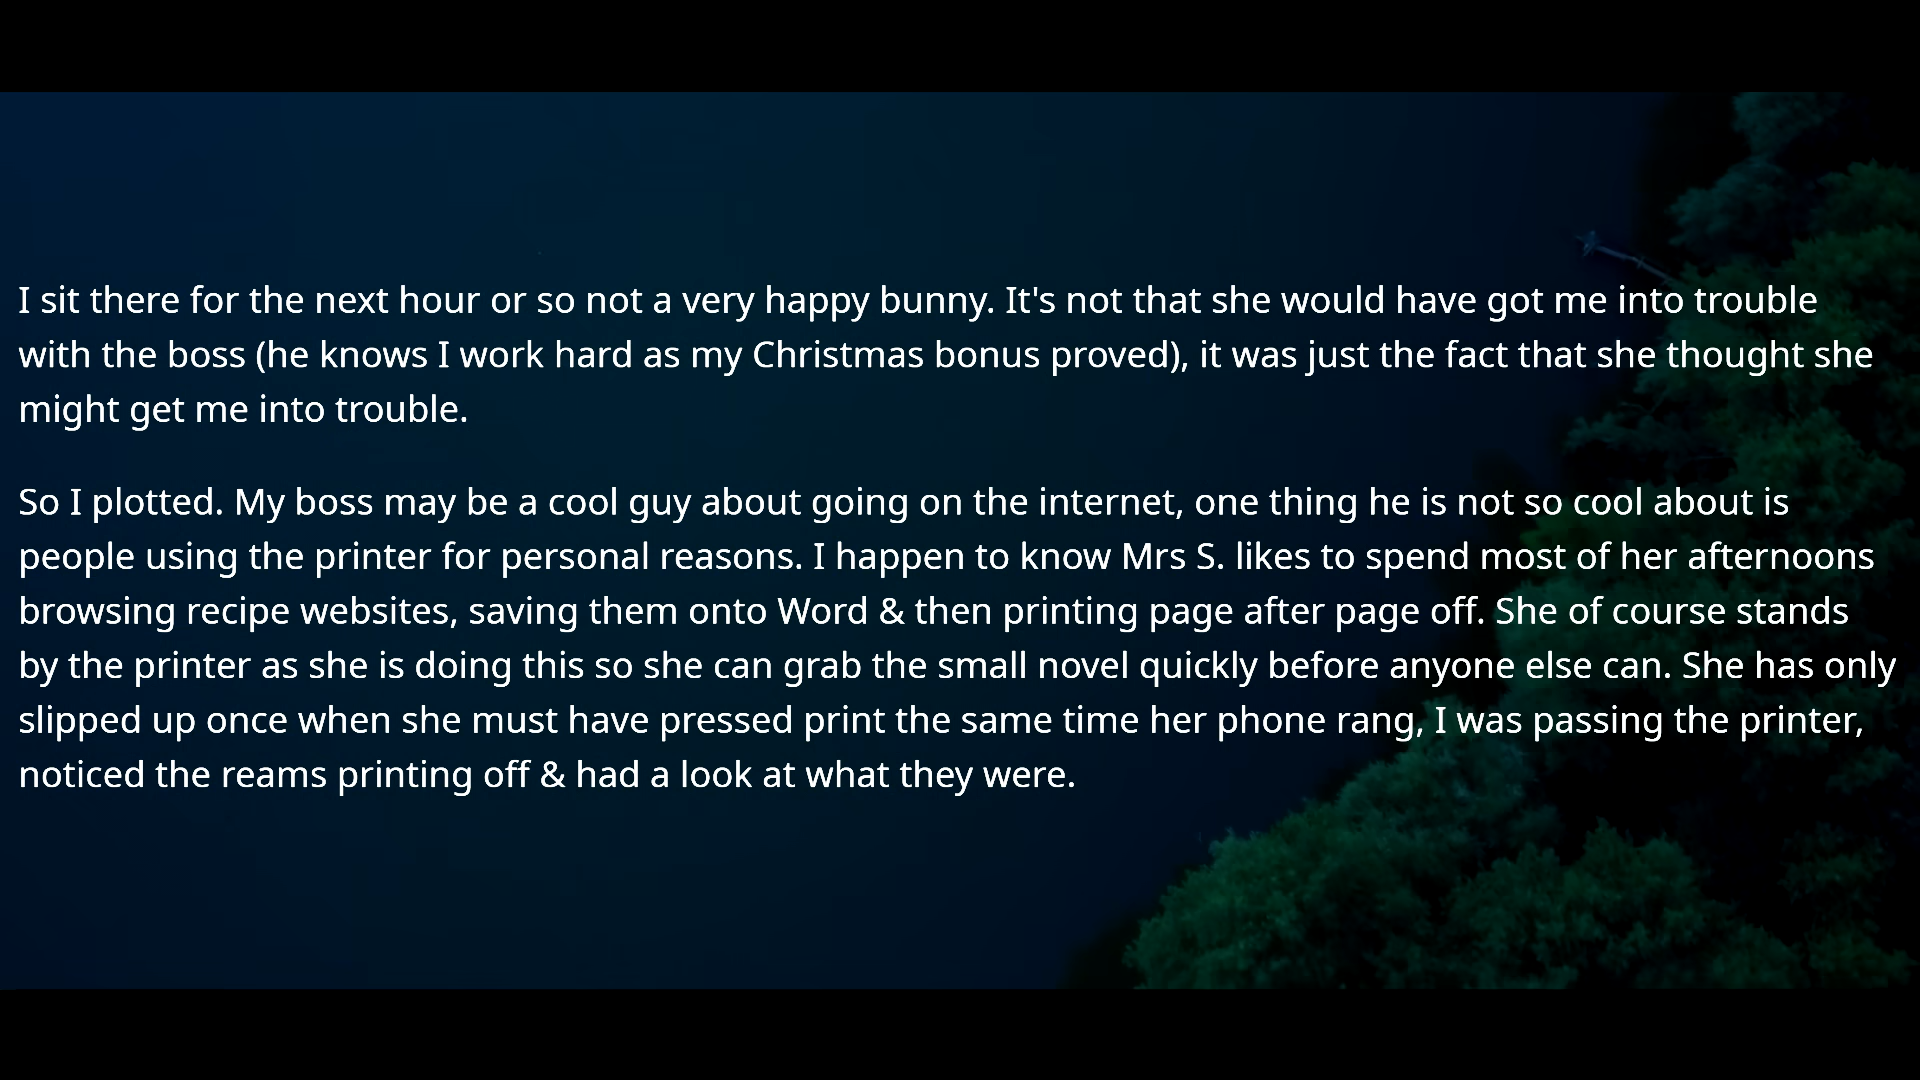 I sit there for the next hour or so not a very happy bunny. It's not that she would have got me into trouble
with the boss (he knows I work hard as my Christmas bonus proved), it was just the fact that she thought she
might get me into trouble.
So I plotted. My boss may be a cool guy about going on the internet, one thing he is not so cool about is
people using the printer for personal reasons. I happen to know Mrs S. likes to spend most of her afternoons
browsing recipe websites, saving them onto Word & then printing page after page off. She of course stands
by the printer as she is doing this so she can grab the small novel quickly before anyone else can. She has only
slipped up once when she must have pressed print the same time her phone rang, I was passing the printer,
noticed the reams printing off & had a look at what they were.